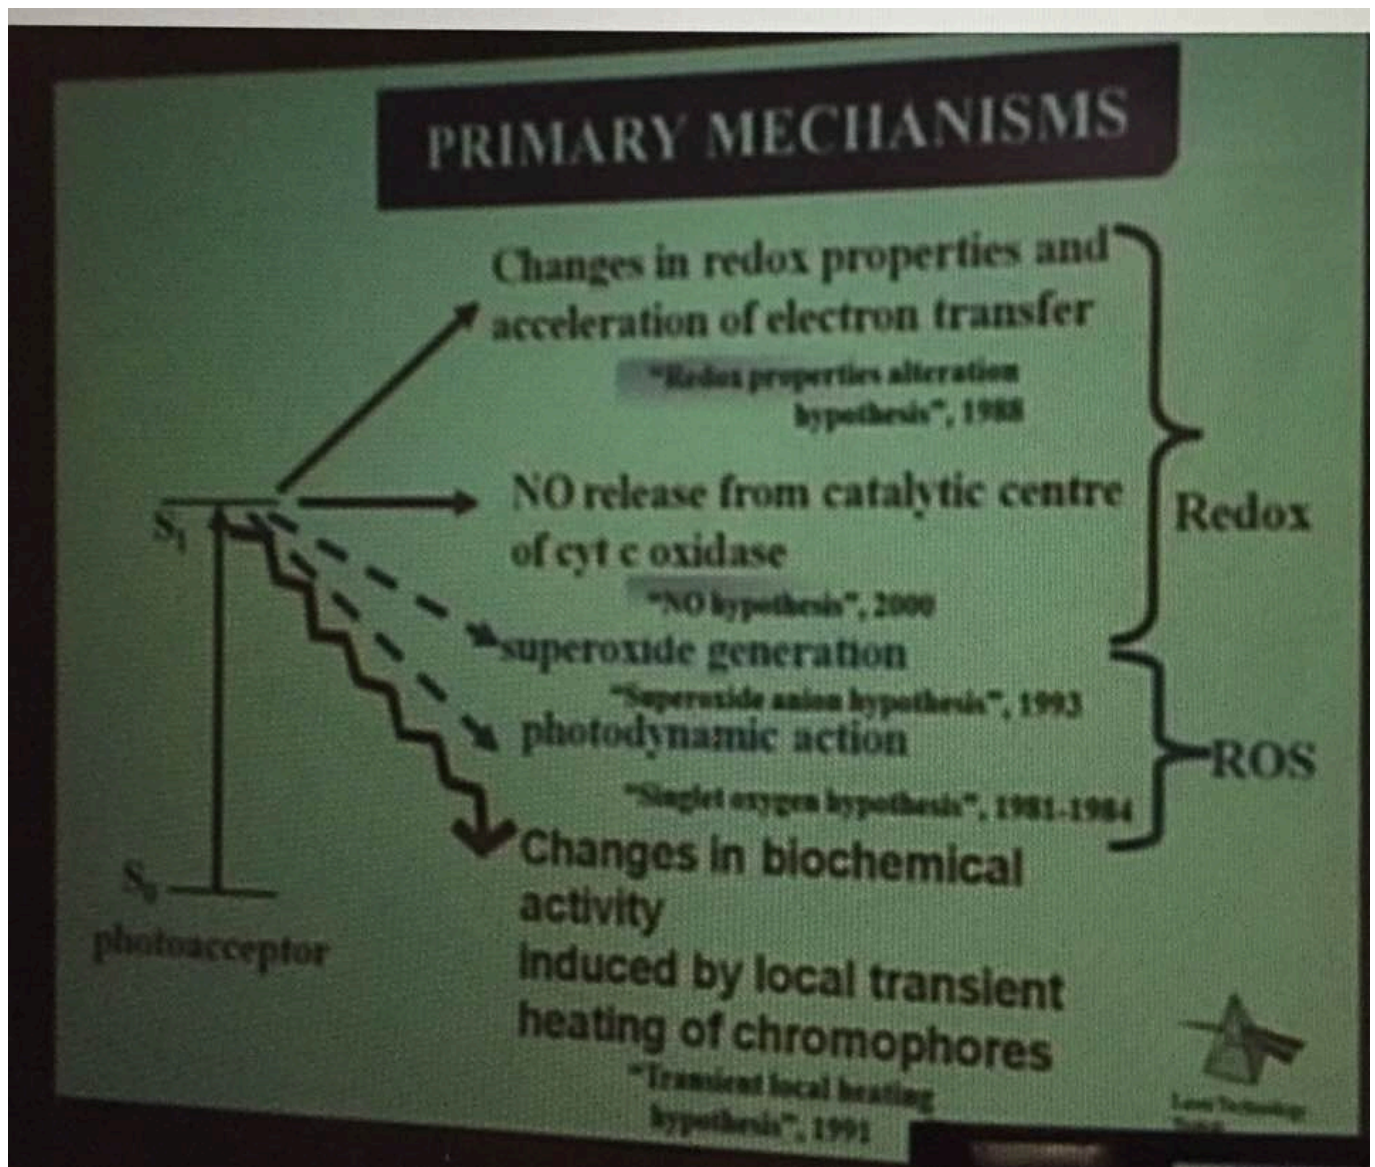 PRIMARY MECHANISMS
Changes in redox properties and
acceleration of electron transfer
"Redox properties alteration
hypothesis", 1988
NO release from catalytic centre
of cyt c oxidase
"NO hypothesis", 2000
superoxide generation
"Superoxide anion hypothesis", 1993
photodynamic action
"Singlet oxygen hypothesis", 1981-1984
Changes in biochemical
activity
induced by local transient
heating of chromophores
"Transient local heating
hypothesis", 1991
Redox
ROS
S₁
S₀
photoacceptor
Laser Technology